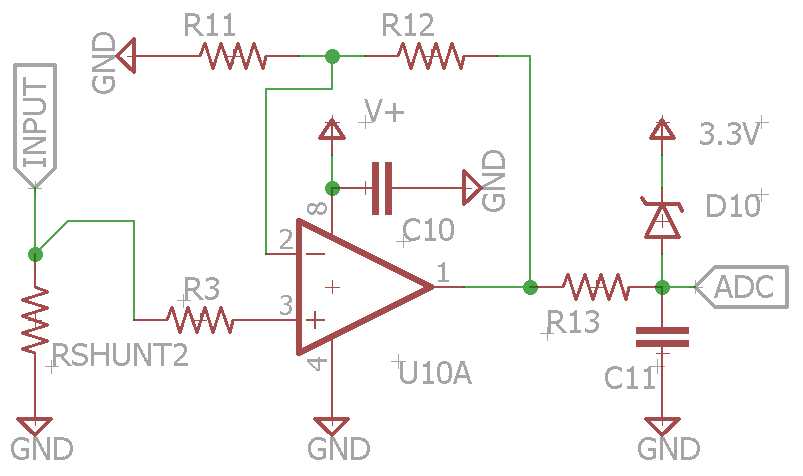 R11
R12
GND
INPUT
V+
3.3V
GND
8
C10
D10
2
1
R3
3
ADC
R13
RSHUNT2
4
U10A
C11
GND
GND
GND